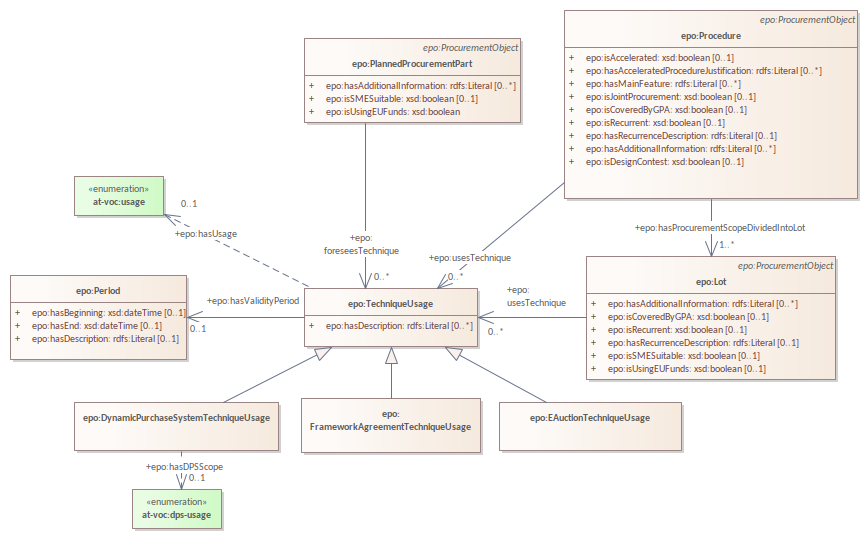 epo:ProcurementObject
epo:Procedure
+ epo:isAccelerated: xsd:boolean [0..1]
+ epo:hasAcceleratedProcedureJustification: rdfs:Literal [0..*]
+ epo:hasMainFeature: rdfs:Literal [0..*]
+ epo:isJointProcurement: xsd:boolean [0..1]
+ epo:isCoveredByGPA: xsd:boolean [0..1]
+ epo:isRecurrent: xsd:boolean [0..1]
+ epo:hasRecurrenceDescription: rdfs:Literal [0..1]
+ epo:hasAdditionalInformation: rdfs:Literal [0..*]
+ epo:isDesignContest: xsd:boolean [0..1]
epo:ProcurementObject
epo:PlannedProcurementPart
+ epo:hasAdditionalInformation: rdfs:Literal [0..*]
+ epo:isSMESuitable: xsd:boolean [0..1]
+ epo:isUsingEUFunds: xsd:boolean
«enumeration»
at-voc:usage
0..1
+epo:hasUsage
+epo:
foreseesTechnique
0..*
+epo:usesTechnique
0..*
+epo:hasProcurementScopeDividedIntoLot
1..*
epo:Period
+ epo:hasBeginning: xsd:dateTime [0..1]
+ epo:hasEnd: xsd:dateTime [0..1]
+ epo:hasDescription: rdfs:Literal [0..1]
+epo:hasValidityPeriod
0..1
epo:TechniqueUsage
+ epo:hasDescription: rdfs:Literal [0..*]
+epo:
usesTechnique
0..*
epo:ProcurementObject
epo:Lot
+ epo:hasAdditionalInformation: rdfs:Literal [0..*]
+ epo:isCoveredByGPA: xsd:boolean [0..1]
+ epo:isRecurrent: xsd:boolean [0..1]
+ epo:hasRecurrenceDescription: rdfs:Literal [0..1]
+ epo:isSMESuitable: xsd:boolean [0..1]
+ epo:isUsingEUFunds: xsd:boolean [0..1]
epo:DynamicPurchaseSystemTechniqueUsage
epo:
FrameworkAgreementTechniqueUsage
epo:EAuctionTechniqueUsage
+epo:hasDPSScope
0..1
«enumeration»
at-voc:dps-usage